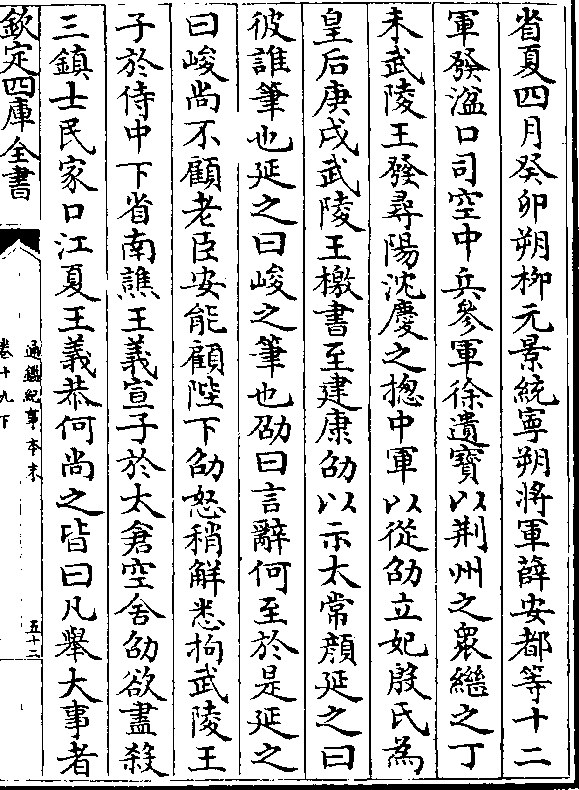 省夏四月癸卯朔柳元景統寧朔將軍薛安都等十二
軍發湓口司空中兵參軍徐遺寶以荆州之衆繼之丁
未武陵王發尋陽沈慶之揔中軍以從劭立妃殷氏爲
皇后庚戌武陵王檄書至建康劭以示太常顔延之曰
彼誰筆也延之曰峻之筆也劭曰言辭何至於是延之
曰峻尚不顧老臣安能顧陛下劭怒稍解悉拘武陵王
子於侍中下省南譙王義宣子於太倉空舍劭欲盡殺
三鎮士民家口江夏王義恭何尚之皆曰凡舉大事者
欽定四庫全書
通鑑紀事本末
卷十九下
五十二